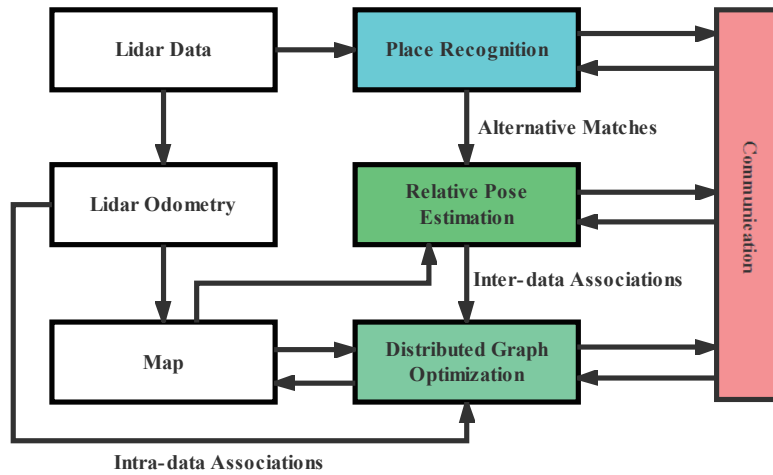 Lidar Data
Place Recognition
Alternative Matches
Communication
Lidar Odometry
Relative Pose
Estimation
Inter-data Associations
Map
Distributed Graph
Optimization
Intra-data Associations